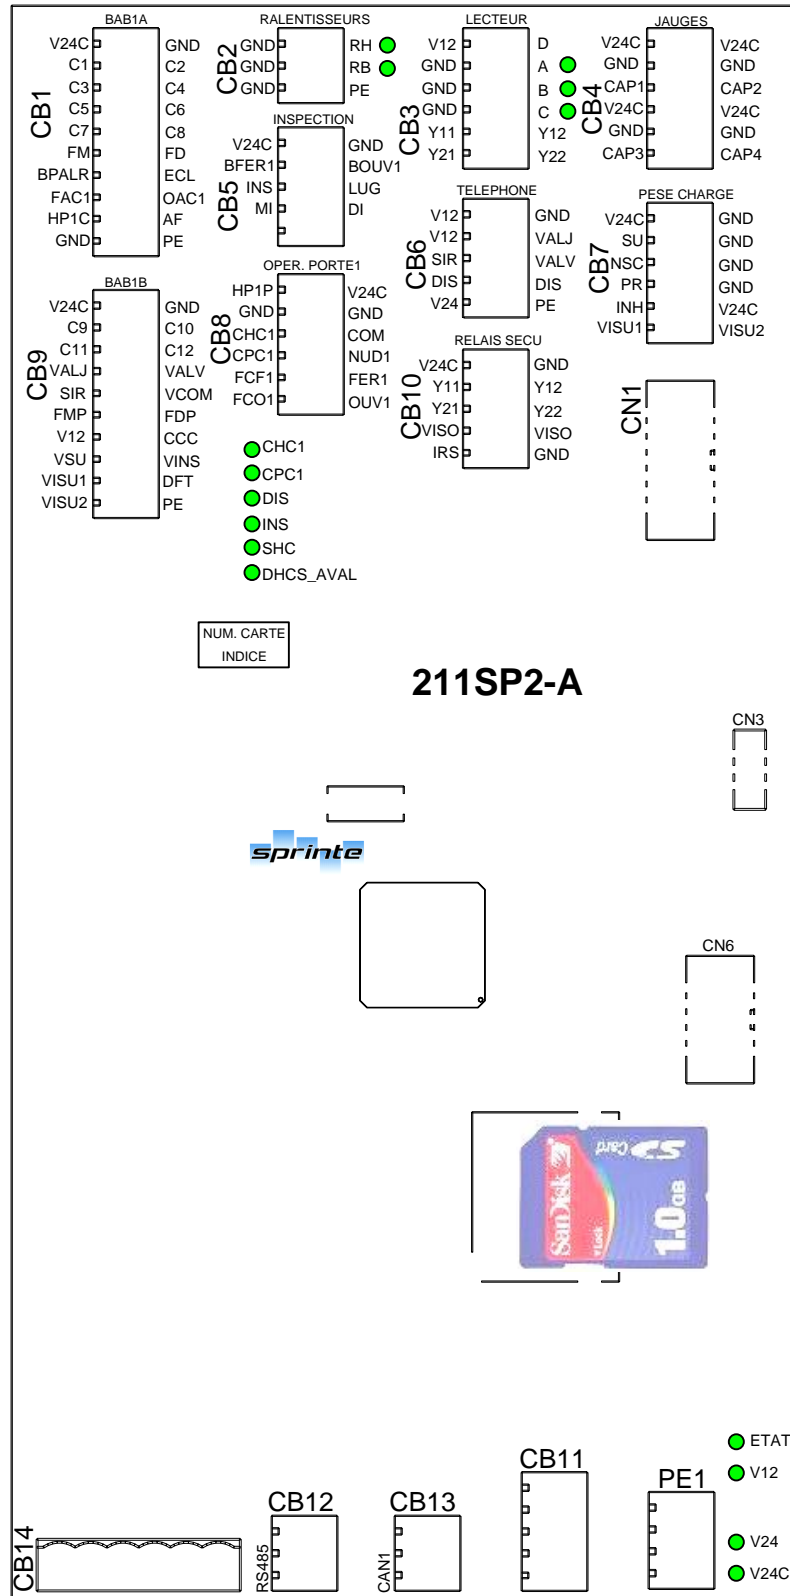 BAB1A
CB1
V24C GND
C1 C2
C3 C4
C5 C6
C7 C8
FM FD
BPALR ECL
FAC1 OAC1
HP1C AF
GND PE
RALENTISSEURS
CB2
GND RH
GND RB
GND PE
LECTEUR
CB3
V12 D
GND A
GND B
GND C
Y11 Y12
Y21 Y22
JAUGES
CB4
V24C V24C
GND GND
CAP1 CAP2
V24C V24C
GND GND
CAP3 CAP4
INSPECTION
CB5
V24C GND
BFER1 BOUV1
INS LUG
MI DI
TELEPHONE
CB6
V12 GND
V12 VALJ
SIR VALV
DIS DIS
V24 PE
PESE CHARGE
CB7
V24C GND
SU GND
NSC GND
PR GND
INH V24C
VISU1 VISU2
OPER. PORTE1
CB8
HP1P V24C
GND GND
CHC1 COM
CPC1 NUD1
FCF1 FER1
FCO1 OUV1
BAB1B
CB9
V24C GND
C9 C10
C11 C12
VALJ VALV
SIR VCOM
FMP FDP
V12 CCC
VSU VINS
VISU1 DFT
VISU2 PE
RELAIS SECU
CB10
V24C GND
Y11 Y12
Y21 Y22
VISO VISO
IRS GND
CN1
CHC1
CPC1
DIS
INS
SHC
DHCS_AVAL
NUM. CARTE
INDICE
211SP2-A
CN3
sprinte
CN6
SanDisk
Lock
1.0 GB
SD Card
ETAT
V12
V24
V24C
CB14
CB12
RS485
CB13
CAN1
CB11
PE1